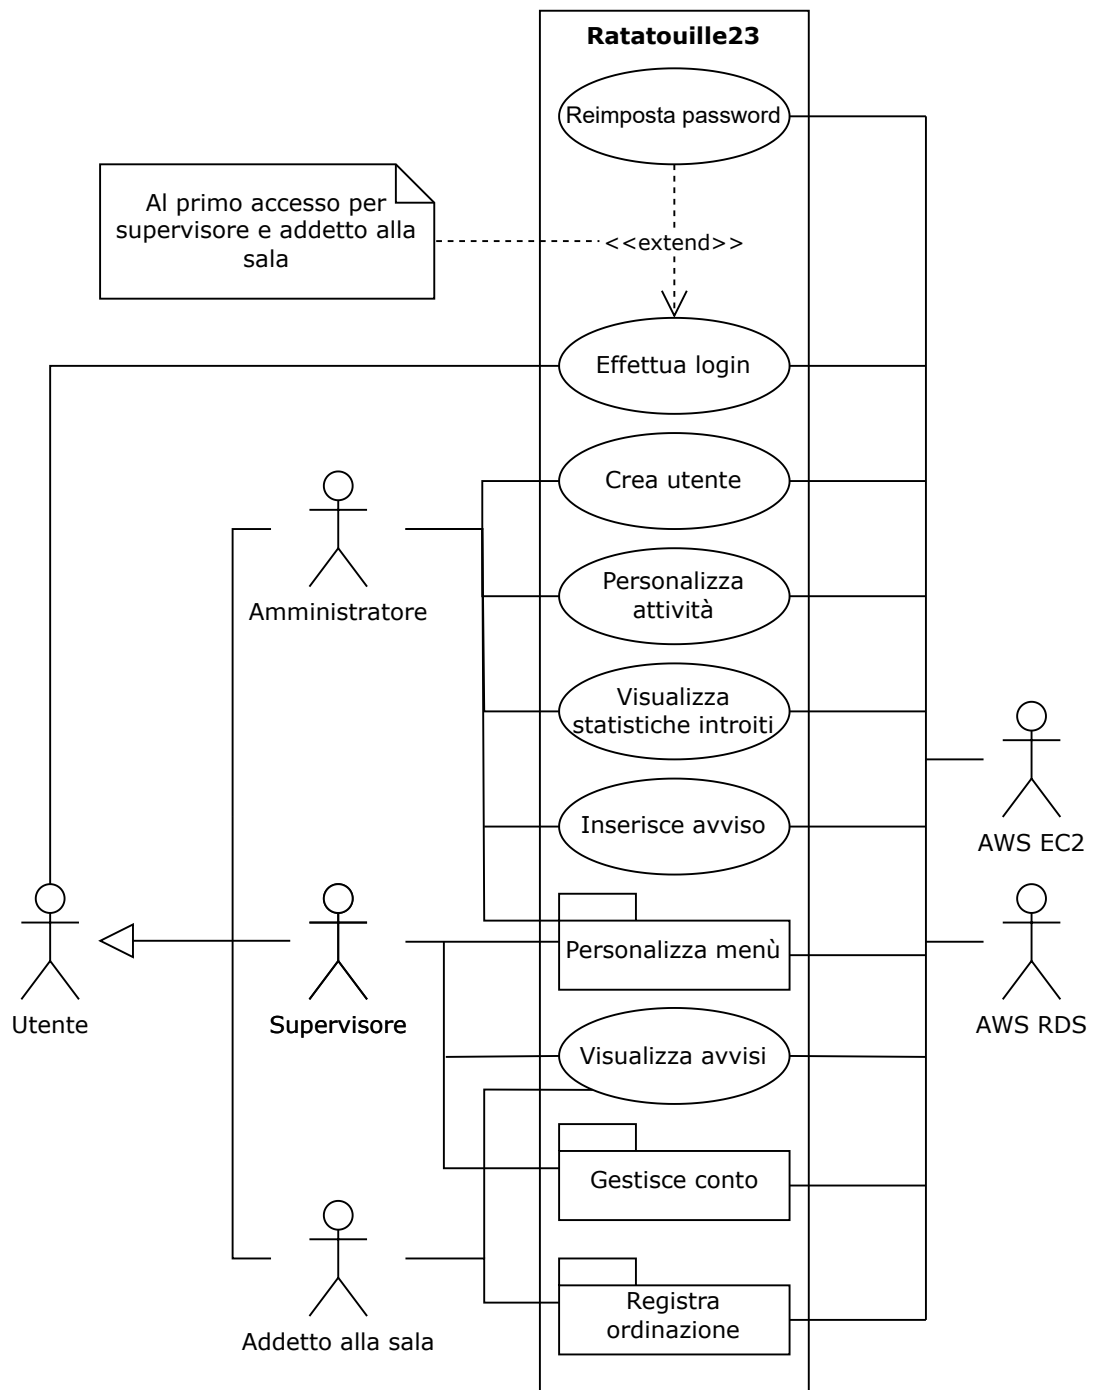 Ratatouille23
Reimposta password
Al primo accesso per
supervisore e addetto alla
sala
<<extend>>
Effettua login
Crea utente
Amministratore
Personalizza
attività
Visualizza
statistiche introiti
Inserisce avviso
AWS EC2
Personalizza menù
Utente
Supervisore
AWS RDS
Visualizza avvisi
Gestisce conto
Registra
ordinazione
Addetto alla sala